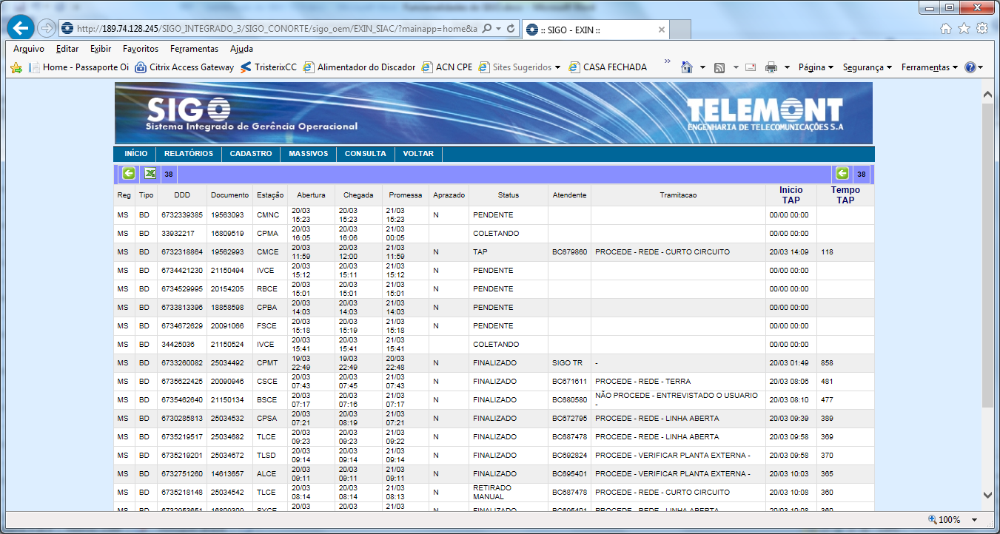 http://189.74.128.245/SIGO_INTEGRADO_3/SIGO_CONORTE/sigo_oem/EXIN_SIAC/?mainapp=home&a
:: SIGO - EXIN ::
Arquivo Editar Exibir Favoritos Ferramentas Ajuda
Home - Passaporte Oi Citrix Access Gateway TristerixCC Alimentador do Discador ACN CPE Sites Sugeridos CASA FECHADA » Página Segurança Ferramentas
SIGO
Sistema Integrado de Gerência Operacional
TELEMONT
ENGENHARIA DE TELECOMUNICAÇÕES S.A
INÍCIO RELATÓRIOS CADASTRO MASSIVOS CONSULTA VOLTAR
38 38
Reg Tipo DDD Documento Estação Abertura Chegada Promessa Aprazado Status Atendente Tramitacao Inicio TAP Tempo TAP
MS BD 6732339385 19563093 CMNC 20/03 15:23 20/03 15:23 21/03 15:23 N PENDENTE 00/00 00:00
MS BD 33932217 16809519 CPMA 20/03 16:05 20/03 16:06 21/03 00:05 COLETANDO 00/00 00:00
MS BD 6732318864 19562993 CMCE 20/03 11:59 20/03 12:00 21/03 11:59 N TAP BC679860 PROCEDE - REDE - CURTO CIRCUITO 20/03 14:09 118
MS BD 6734421230 21150494 IVCE 20/03 15:12 20/03 15:11 21/03 15:12 N PENDENTE 00/00 00:00
MS BD 6734529995 20154205 RBCE 20/03 15:01 20/03 15:01 21/03 15:01 N PENDENTE 00/00 00:00
MS BD 6733813396 18858598 CPBA 20/03 14:03 20/03 14:03 21/03 14:03 N PENDENTE 00/00 00:00
MS BD 6734672629 20091066 FSCE 20/03 15:18 20/03 15:19 21/03 15:18 N PENDENTE 00/00 00:00
MS BD 34425036 21150524 IVCE 20/03 15:41 20/03 15:41 21/03 15:41 COLETANDO 00/00 00:00
MS BD 6733260082 25034492 CPMT 19/03 22:49 19/03 22:49 20/03 22:48 N FINALIZADO SIGO TR - 20/03 01:49 858
MS BD 6735622425 20090946 CSCE 20/03 07:43 20/03 07:45 21/03 07:43 N FINALIZADO BC671611 PROCEDE - REDE - TERRA 20/03 08:06 481
MS BD 6735462640 21150134 BSCE 20/03 07:17 20/03 07:16 21/03 07:17 N FINALIZADO BC680580 NÃO PROCEDE - ENTREVISTADO O USUARIO - 20/03 08:10 477
MS BD 6730285813 25034532 CPSA 20/03 07:21 20/03 08:19 21/03 07:21 N FINALIZADO BC672795 PROCEDE - REDE - LINHA ABERTA 20/03 09:39 389
MS BD 6735219517 25034682 TLCE 20/03 09:23 20/03 09:23 21/03 09:22 N FINALIZADO BC687478 PROCEDE - REDE - LINHA ABERTA 20/03 09:58 369
MS BD 6735219201 25034672 TLSD 20/03 09:14 20/03 09:14 21/03 09:14 N FINALIZADO BC692824 PROCEDE - VERIFICAR PLANTA EXTERNA - 20/03 09:58 370
MS BD 6732751260 14613657 ALCE 20/03 09:11 20/03 09:11 21/03 09:11 N FINALIZADO BC695401 PROCEDE - VERIFICAR PLANTA EXTERNA - 20/03 10:03 365
MS BD 6735218148 25034542 TLCE 20/03 08:14 20/03 08:14 21/03 08:13 N RETIRADO MANUAL BC687478 PROCEDE - REDE - CURTO CIRCUITO 20/03 10:08 360
MS BD 20/03 20/03 21/03 N FINALIZADO BC695401 PROCEDE - REDE - LINHA ABERTA 20/03 10:08 360
100%